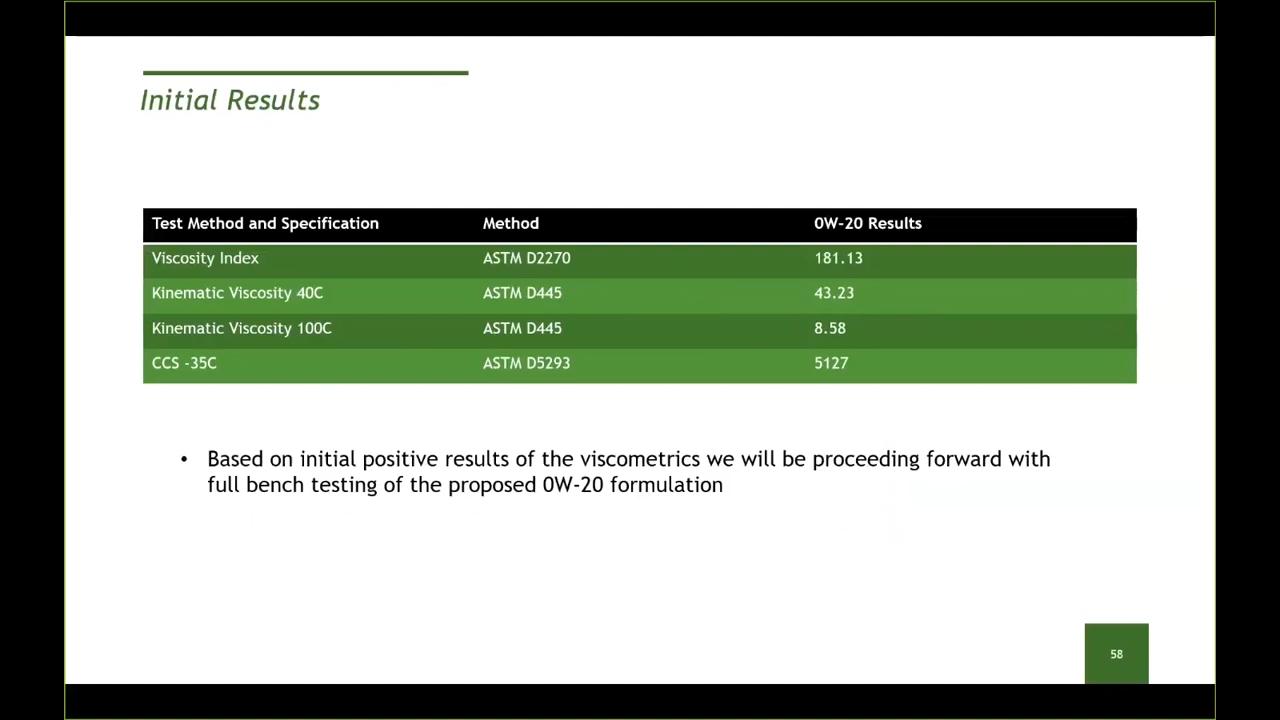 Initial Results
Test Method and Specification Method 0W-20 Results
Viscosity Index ASTM D2270 181.13
Kinematic Viscosity 40C ASTM D445 43.23
Kinematic Viscosity 100C ASTM D445 8.58
CCS -35C ASTM D5293 5127
• Based on initial positive results of the viscometrics we will be proceeding forward with
full bench testing of the proposed 0W-20 formulation
58